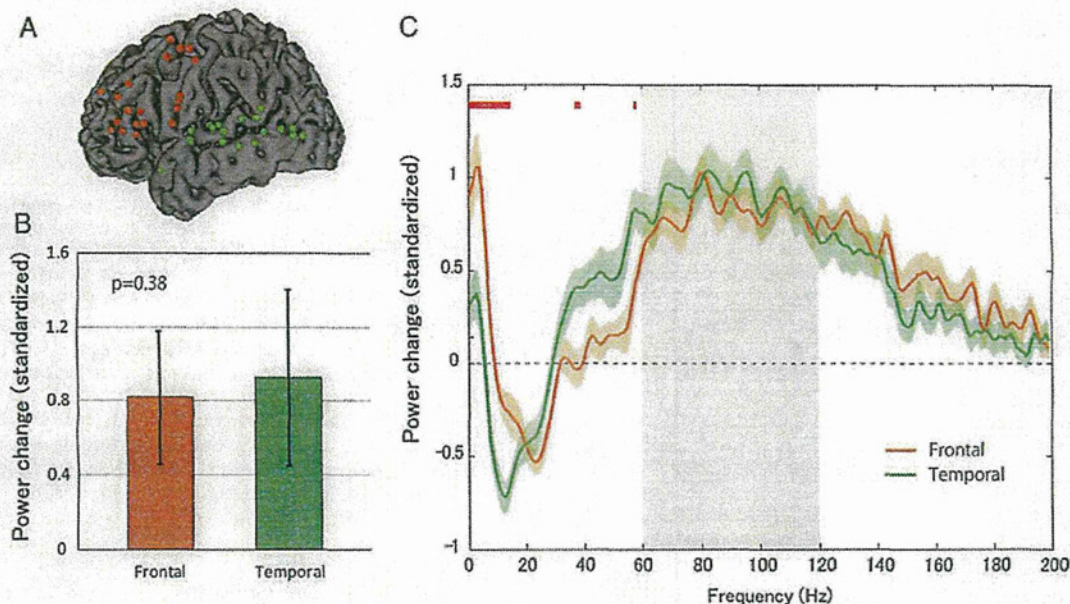 A
B
Power change (standardized)
1.6
1.2
0.8
0.4
0
p=0.38
Frontal
Temporal
C
Power change (standardized)
1.5
1
0.5
0
-0.5
-1
Frontal
Temporal
0 20 40 60 80 100 120 140 160 180 200
Frequency (Hz)